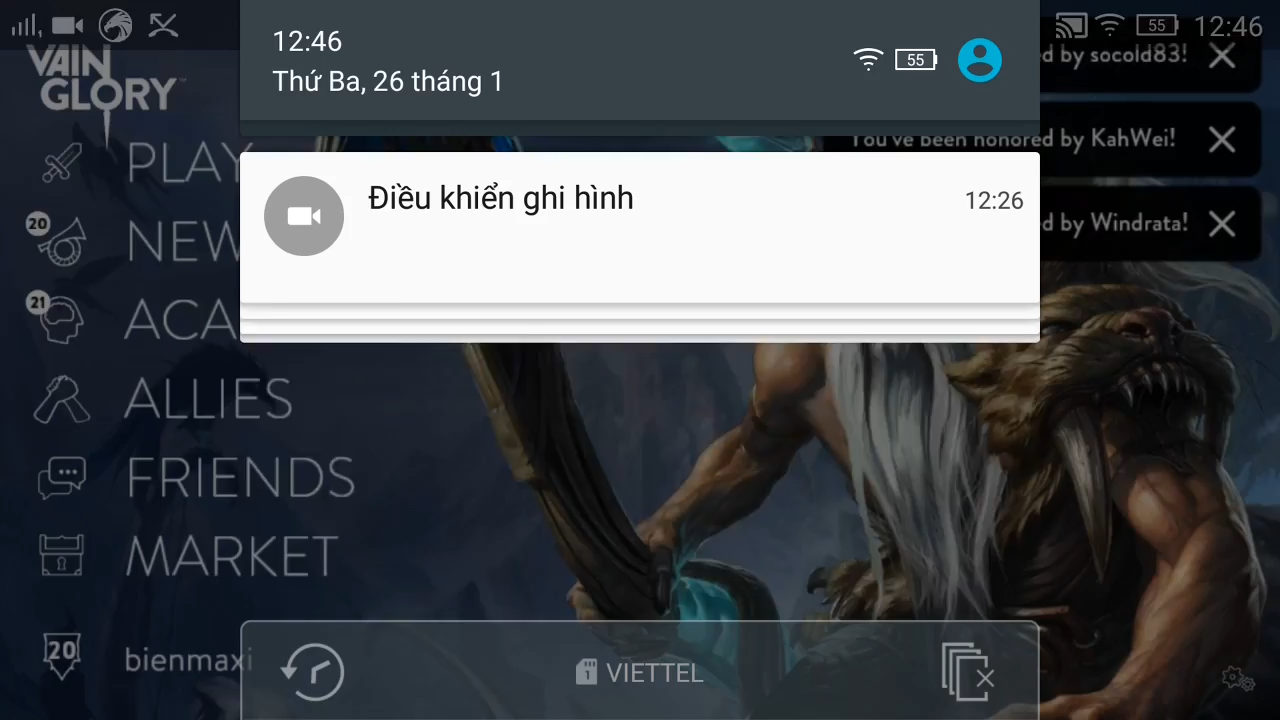 55
12:46
VAIN
GLORY
12:46
Thứ Ba, 26 tháng 1
55
d by socold83!
You've been honored by KahWei!
d by Windrata!
Điều khiển ghi hình
12:26
PLAY
20
NEW
21
ACA
ALLIES
FRIENDS
MARKET
20
bienmaxi
1
VIETTEL